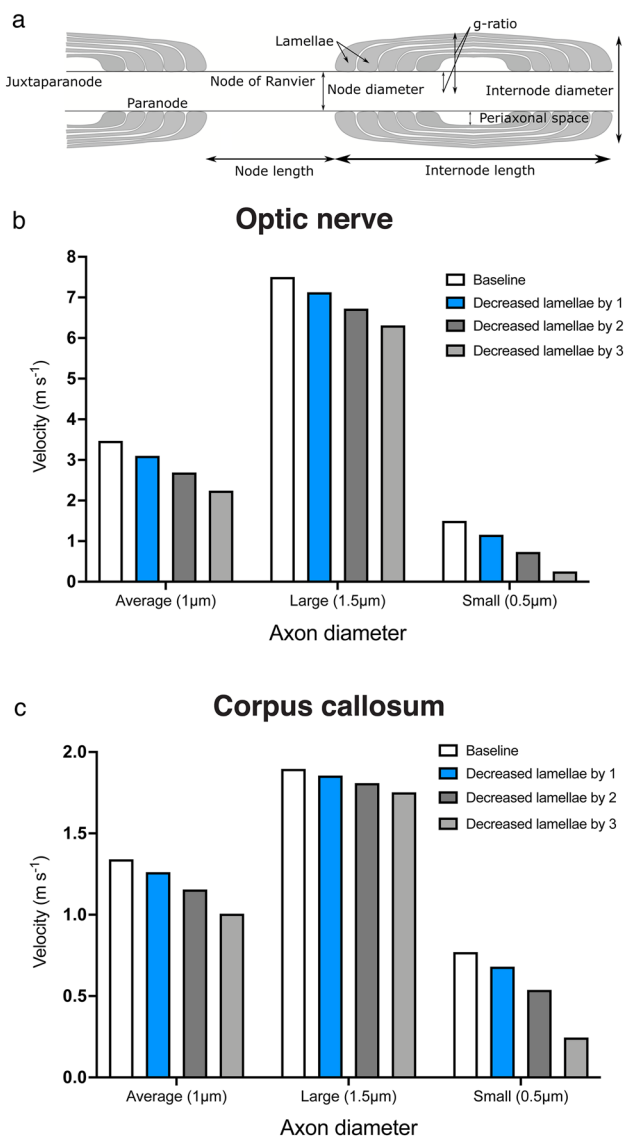 a
g-ratio
Lamellae
Juxtaparanode
Node of Ranvier
Node diameter
Internode diameter
Paranode
Periaxonal space
Node length
Internode length
b
Optic nerve
8
7
6
5
4
3
2
1
0
Velocity (m s-1)
Baseline
Decreased lamellae by 1
Decreased lamellae by 2
Decreased lamellae by 3
Average (1µm)
Large (1.5µm)
Small (0.5µm)
Axon diameter
c
Corpus callosum
2.0
1.5
1.0
0.5
0.0
Velocity (m s-1)
Baseline
Decreased lamellae by 1
Decreased lamellae by 2
Decreased lamellae by 3
Average (1µm)
Large (1.5µm)
Small (0.5µm)
Axon diameter